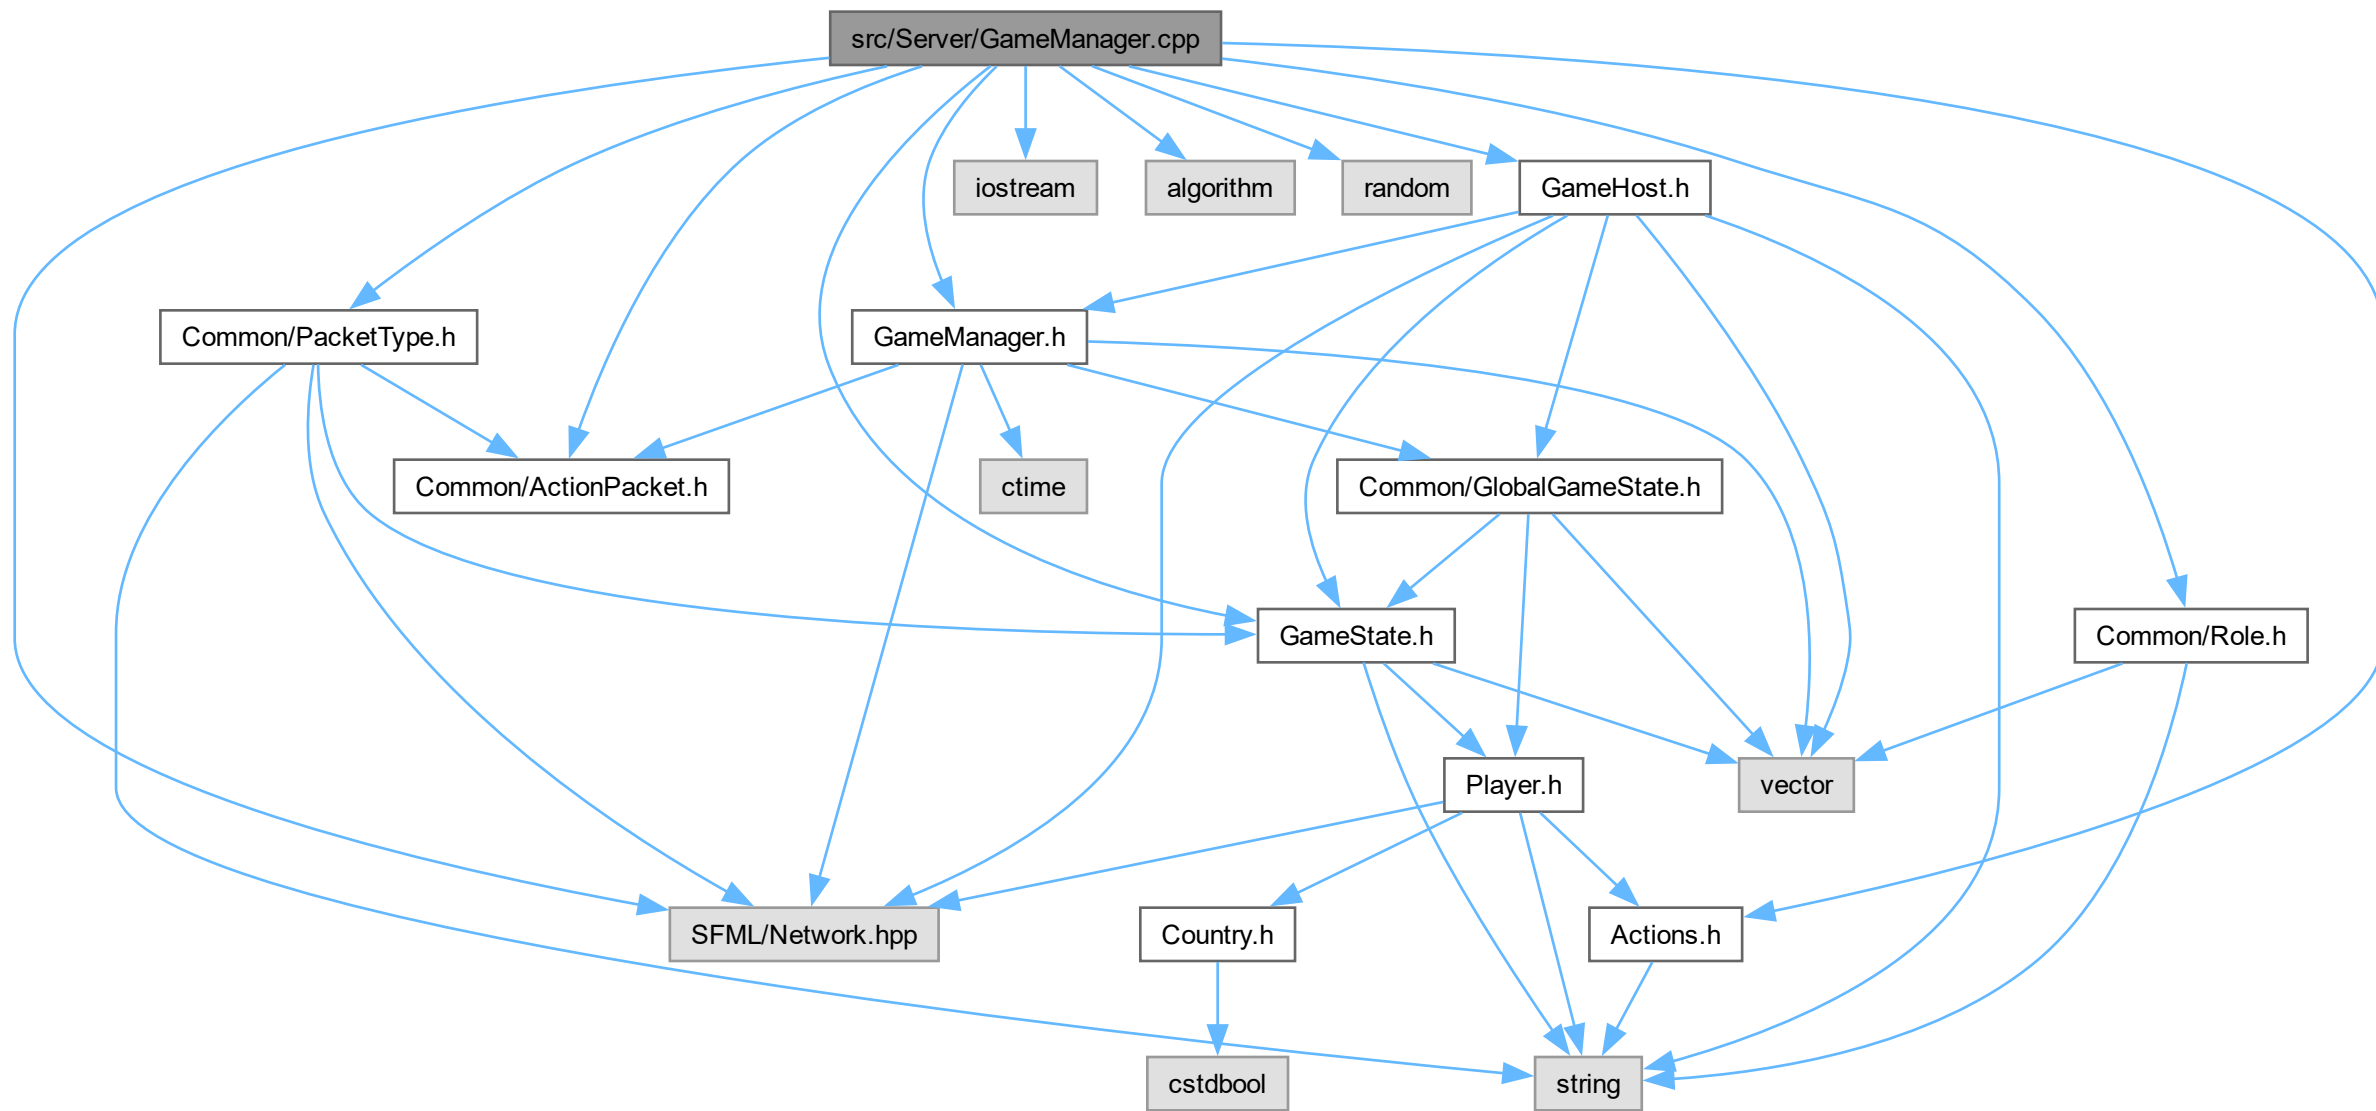 src/Server/GameManager.cpp
iostream
algorithm
random
GameHost.h
Common/PacketType.h
GameManager.h
Common/ActionPacket.h
ctime
Common/GlobalGameState.h
GameState.h
Common/Role.h
Player.h
vector
SFML/Network.hpp
Country.h
Actions.h
cstdbool
string